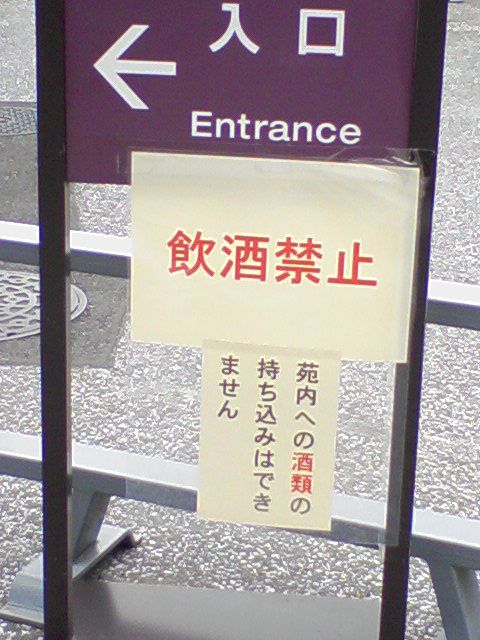 入口
Entrance
飲酒禁止
苑内への酒類の
持ち込みはでき
ません